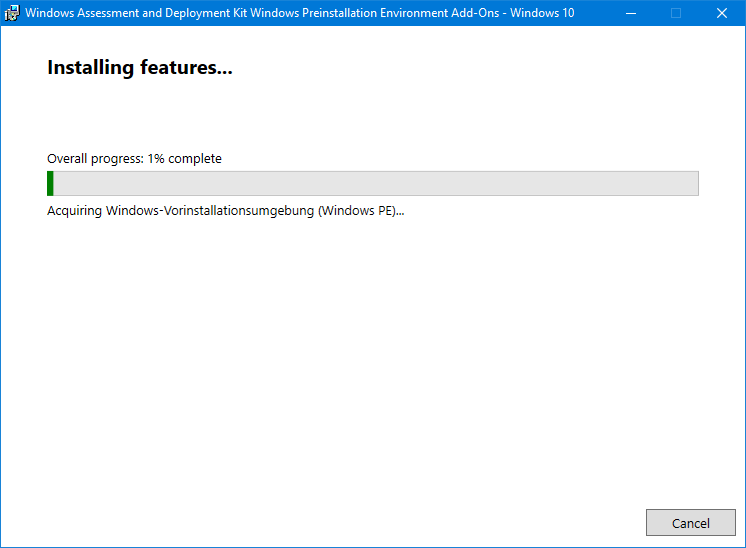 Windows Assessment and Deployment Kit Windows Preinstallation Environment Add-Ons - Windows 10
Installing features...
Overall progress: 1% complete
Acquiring Windows-Vorinstallationsumgebung (Windows PE)...
Cancel